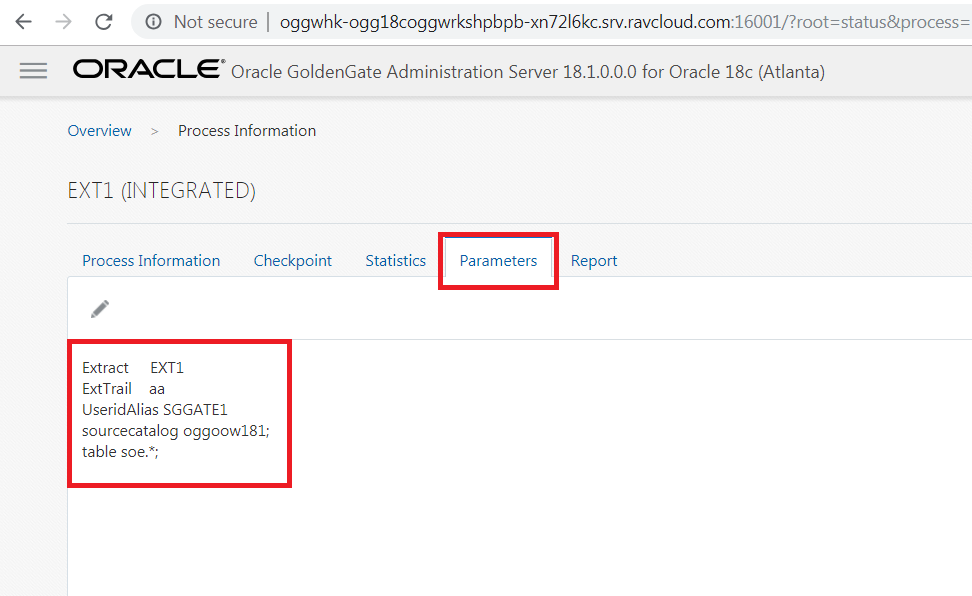 Not secure | oggwhk-ogg18coggwrkshpbpb-xn72l6kc.srv.ravcloud.com:16001/?root=status&process=
ORACLE® Oracle GoldenGate Administration Server 18.1.0.0.0 for Oracle 18c (Atlanta)
Overview > Process Information
EXT1 (INTEGRATED)
Process Information Checkpoint Statistics Parameters Report
Extract EXT1
ExtTrail aa
UseridAlias SGGATE1
sourcecatalog oggoow181;
table soe.*;